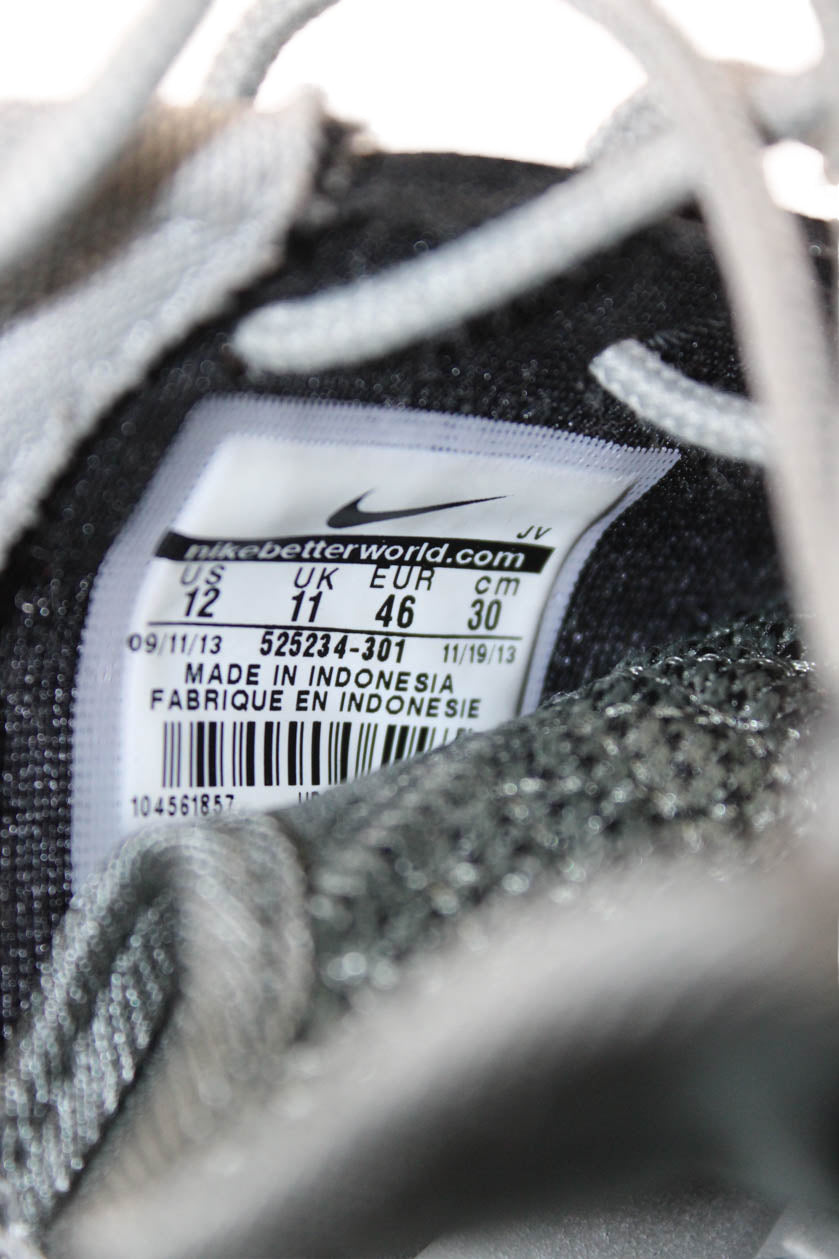 JV
nikebetterworld.com
US UK EUR cm
12 11 46 30
09/11/13 525234-301 11/19/13
MADE IN INDONESIA
FABRIQUE EN INDONESIE
104561857